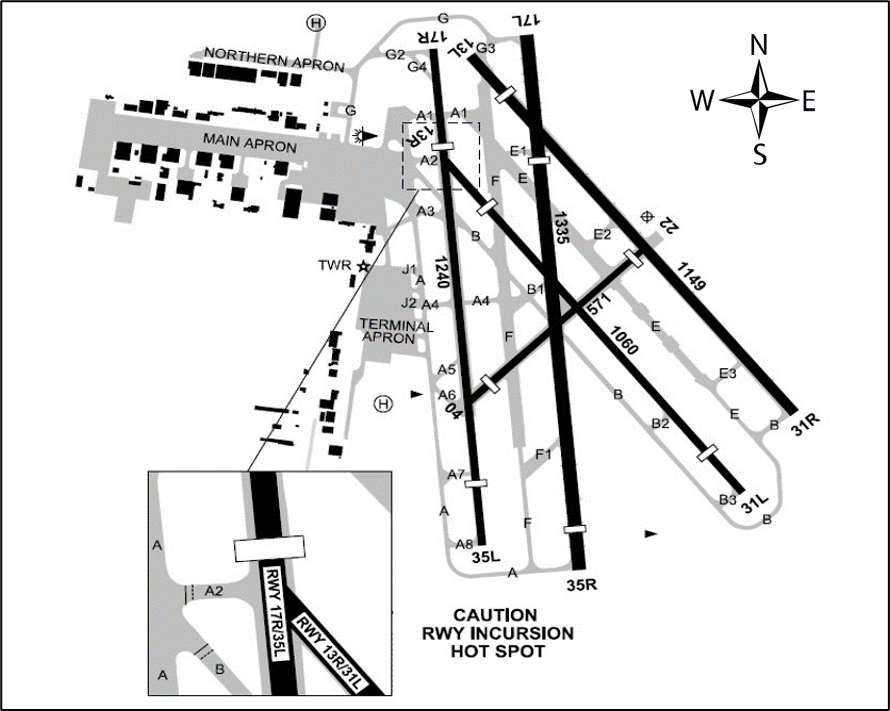 G
17R
13L
G3
17L
H
NORTHERN APRON
G2
G4
N
W
E
S
G
A1
A1
13R
MAIN APRON
A2
E1
E
F
A3
B
1335
22
E2
TWR
J1
A
1240
1149
J2
A4
A4
B1
571
TERMINAL
APRON
F
E
1060
A5
A6
04
H
E3
B
B2
E
B
31R
A7
F1
A
F
B3
31L
B
A8
35L
A
35R
A
A2
RWY 17R/35L
RWY 13R/31L
A
B
CAUTION
RWY INCURSION
HOT SPOT